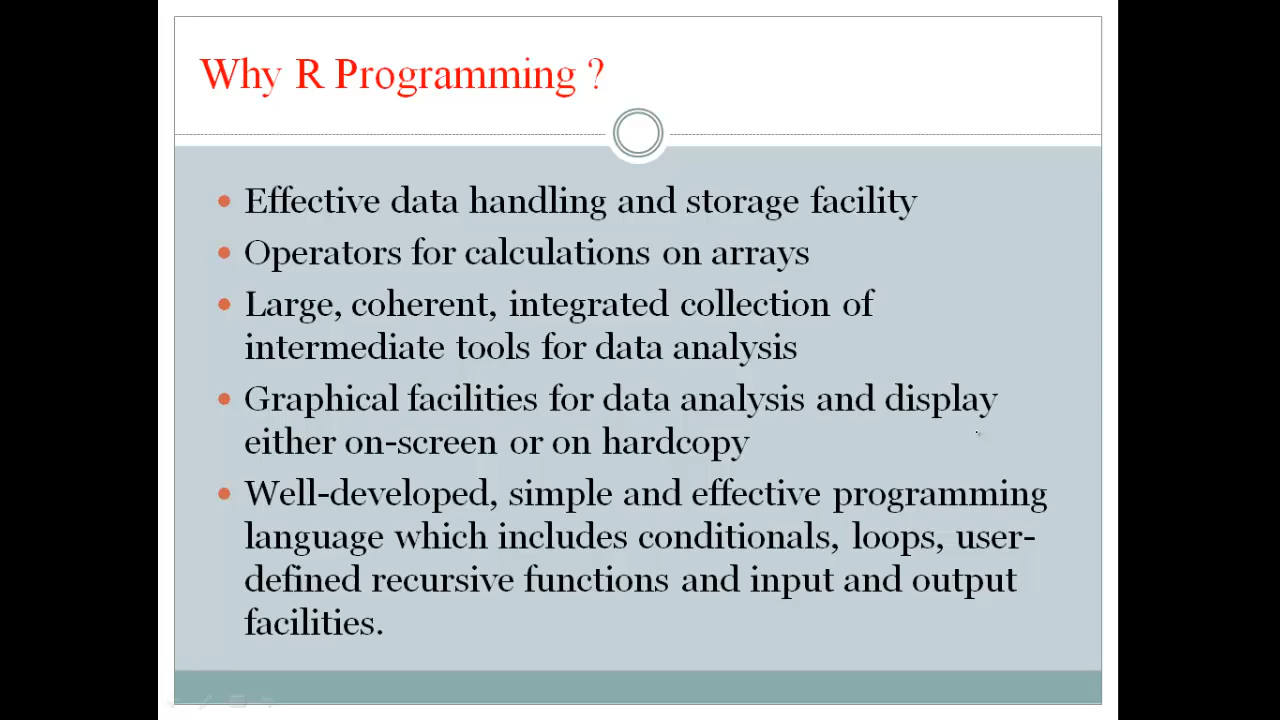 Why R Programming ?
• Effective data handling and storage facility
• Operators for calculations on arrays
• Large, coherent, integrated collection of
intermediate tools for data analysis
• Graphical facilities for data analysis and display
either on-screen or on hardcopy
• Well-developed, simple and effective programming
language which includes conditionals, loops, user-
defined recursive functions and input and output
facilities.